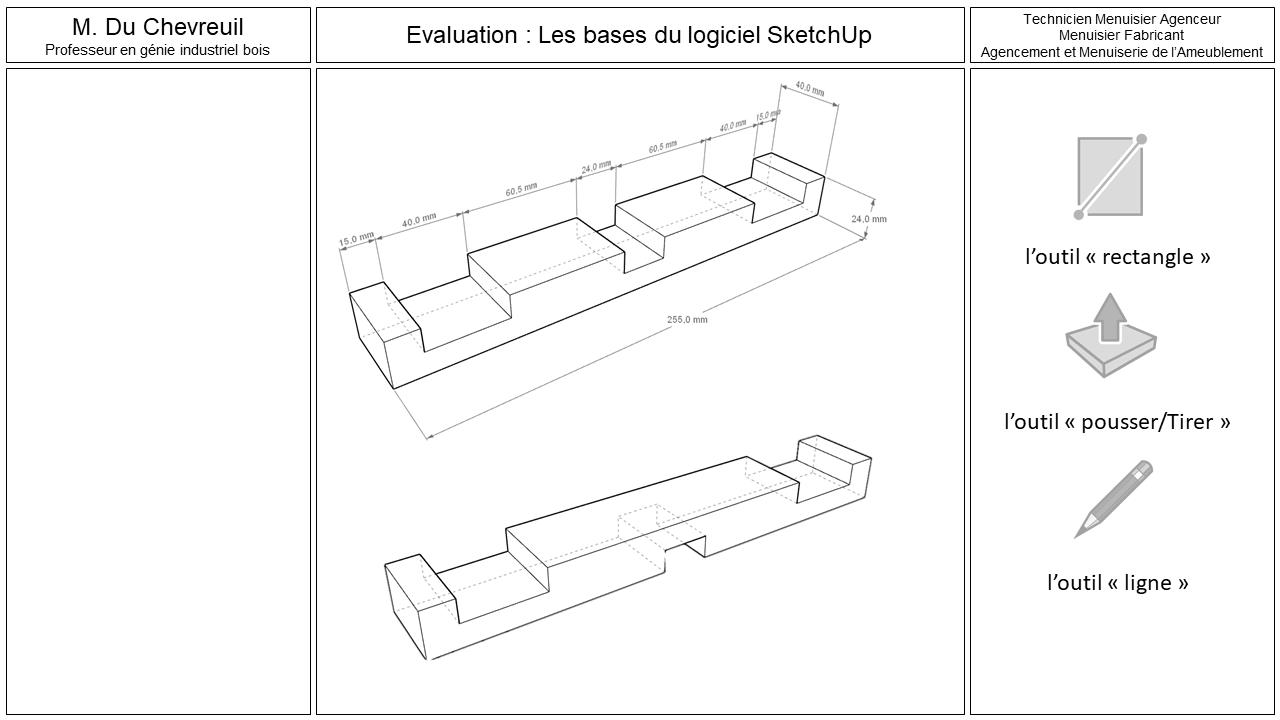 M. Du Chevreuil
Professeur en génie industriel bois
Evaluation : Les bases du logiciel SketchUp
Technicien Menuisier Agenceur
Menuisier Fabricant
Agencement et Menuiserie de l'Ameublement
40,0 mm
15,0 mm
40,0 mm
60,5 mm
24,0 mm
60,5 mm
40,0 mm
15,0 mm
24,0 mm
255,0 mm
l'outil « rectangle »
l'outil « pousser/Tirer »
l'outil « ligne »